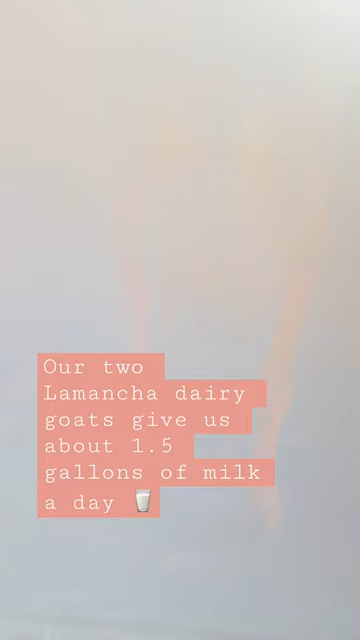 Our two
Lamancha dairy
goats give us
about 1.5
gallons of milk
a day 🥛